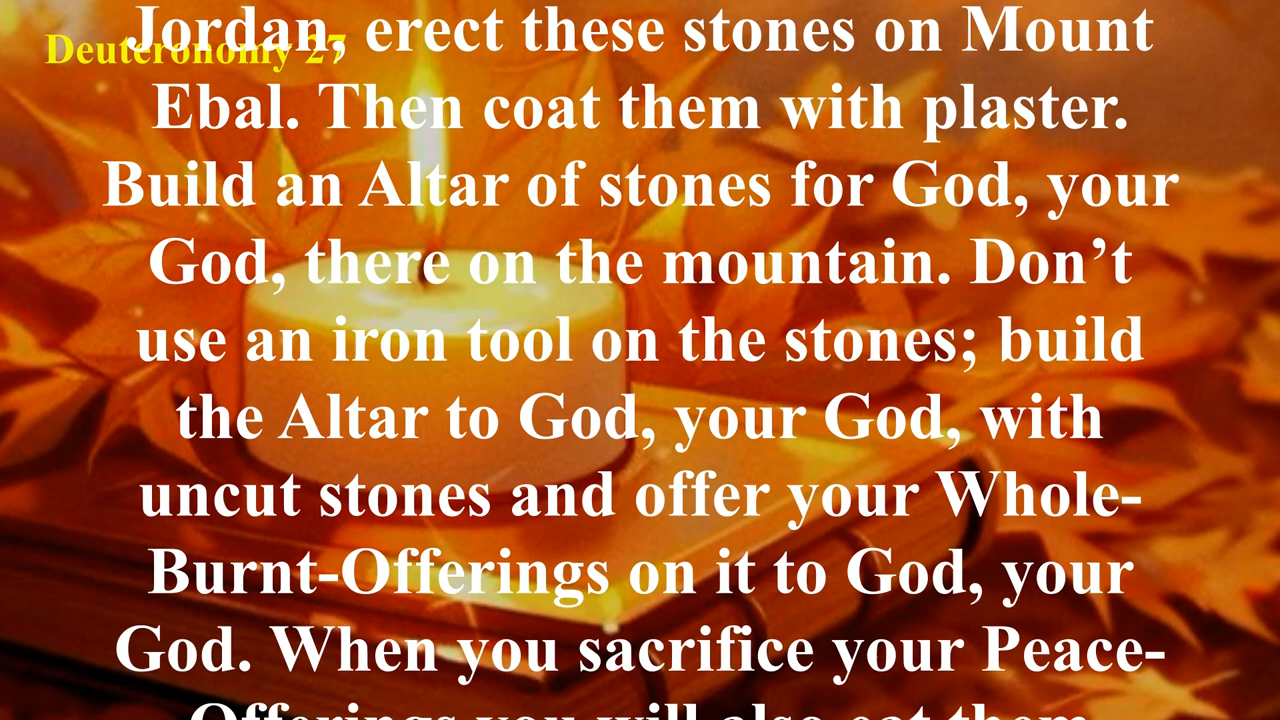 Deuteronomy 27
Jordan, erect these stones on Mount
Ebal. Then coat them with plaster.
Build an Altar of stones for God, your
God, there on the mountain. Don’t
use an iron tool on the stones; build
the Altar to God, your God, with
uncut stones and offer your Whole-
Burnt-Offerings on it to God, your
God. When you sacrifice your Peace-
Offerings you will also eat them